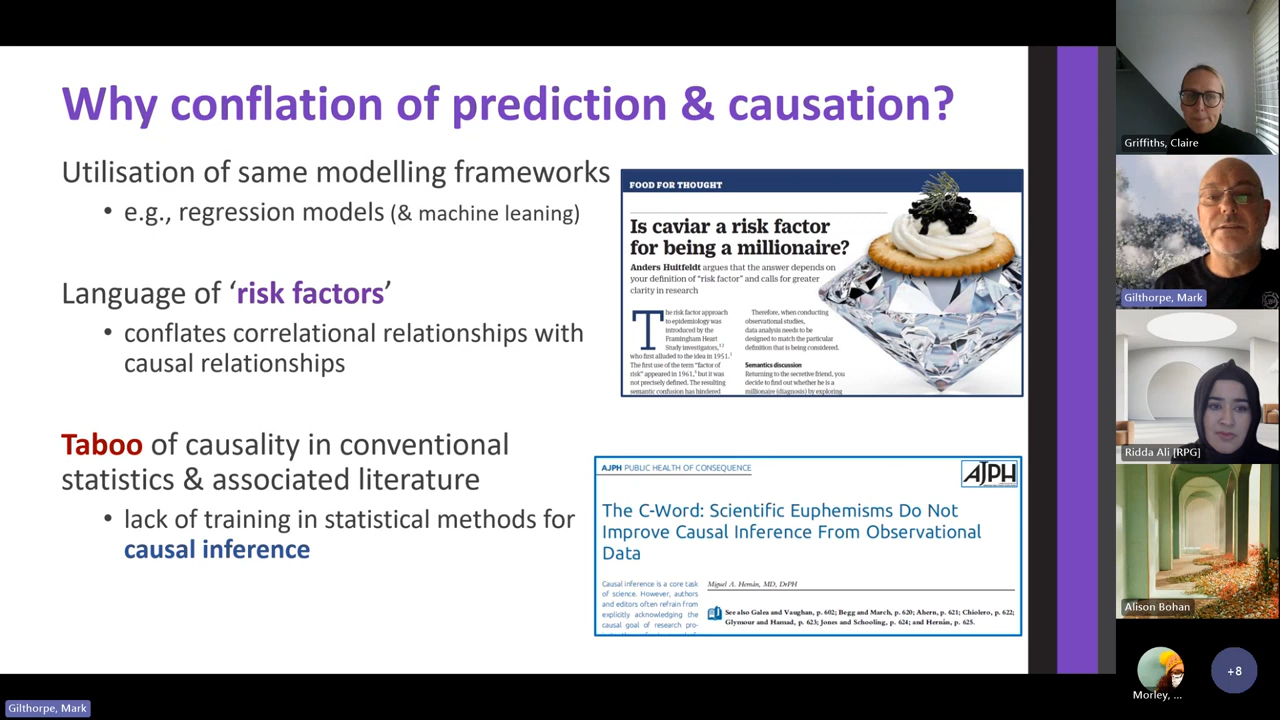 Why conflation of prediction & causation?
Utilisation of same modelling frameworks
• e.g., regression models (& machine leaning)
Language of ‘risk factors’
• conflates correlational relationships with
causal relationships
Taboo of causality in conventional
statistics & associated literature
• lack of training in statistical methods for
causal inference
FOOD FOR THOUGHT
Is caviar a risk factor
for being a millionaire?
Anders Huitfeldt argues that the answer depends on
your definition of “risk factor” and calls for greater
clarity in research
The risk factor approach
to epidemiology was
introduced by the
Framingham Heart
Study investigators,
who first alluded to the idea in 1951.
The first use of the term “factor of
risk” appeared in 1961, but it was
not precisely defined. The resulting
semantic confusion has hindered
Therefore, when conducting
observational studies,
data analysis needs to be
designed to match the particular
definition that is being considered.
Semantics discussion
Returning to the secretive friend, you
decide to find out whether he is a
millionaire (diagnosis) by exploring
AJPH PUBLIC HEALTH OF CONSEQUENCE
AJPH
The C-Word: Scientific Euphemisms Do Not
Improve Causal Inference From Observational
Data
Causal inference is a core task
of science. However, authors
and editors often refrain from
explicitly acknowledging the
causal goal of research pro-
Miguel A. Hernán, MD, DrPH
See also Galea and Vaughan, p. 602; Begg and March, p. 620; Ahern, p. 621; Chiolero, p. 622;
Glymour and Hamad, p. 623; Jones and Schooling, p. 624; and Hernán, p. 625.
Griffiths, Claire
Gilthorpe, Mark
Ridda Ali [RPG]
Alison Bohan
Morley, ...
+8
Gilthorpe, Mark